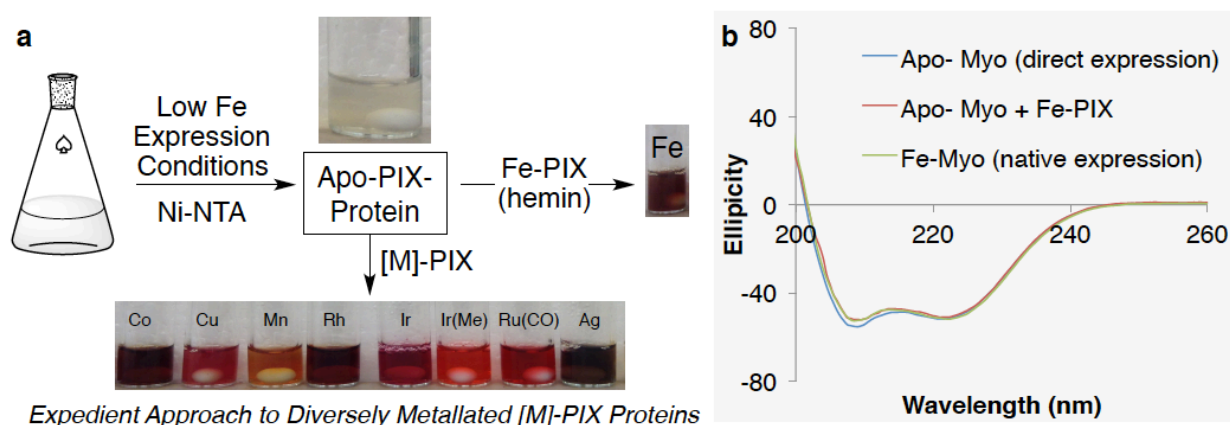 a
Low Fe
Expression
Conditions
Ni-NTA
Apo-PIX-
Protein
Fe-PIX
(hemin)
Fe
[M]-PIX
Co Cu Mn Rh Ir Ir(Me) Ru(CO) Ag
Expedient Approach to Diversely Metallated [M]-PIX Proteins
b
Apo- Myo (direct expression)
Apo- Myo + Fe-PIX
Fe-Myo (native expression)
80
40
0
-40
-80
Ellipicity
200 220 240 260
Wavelength (nm)